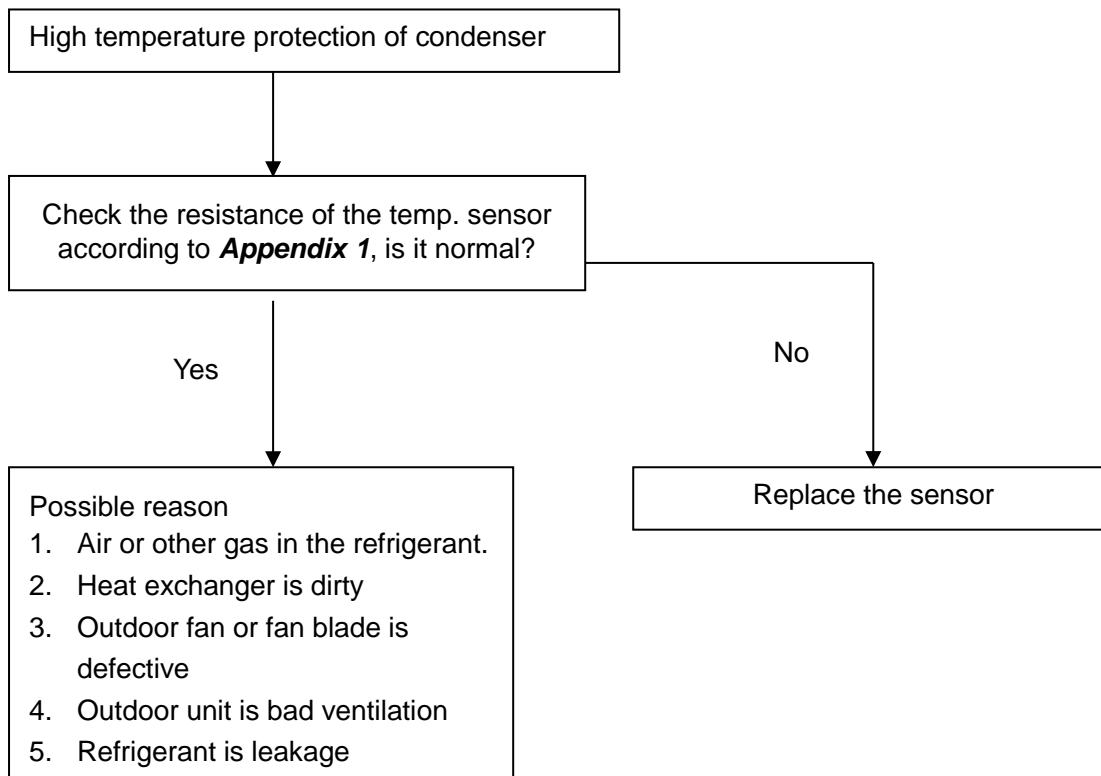 High temperature protection of condenser
Check the resistance of the temp. sensor
according to Appendix 1, is it normal?
Yes
No
Replace the sensor
Possible reason
1. Air or other gas in the refrigerant.
2. Heat exchanger is dirty
3. Outdoor fan or fan blade is
defective
4. Outdoor unit is bad ventilation
5. Refrigerant is leakage